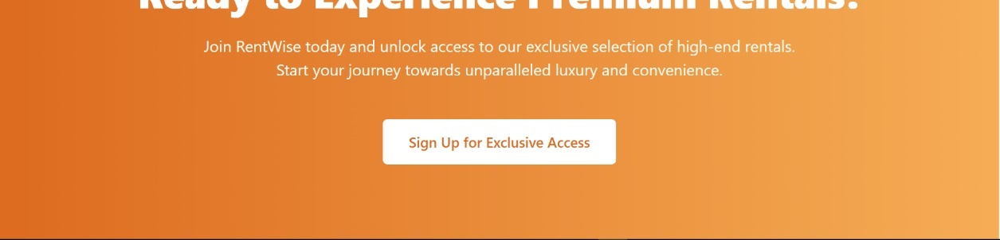 Ready to Experience Premium Rentals?
Join RentWise today and unlock access to our exclusive selection of high-end rentals.
Start your journey towards unparalleled luxury and convenience.
Sign Up for Exclusive Access